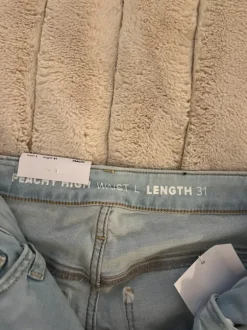 PEACHY HIGH WAIST L LENGTH 31